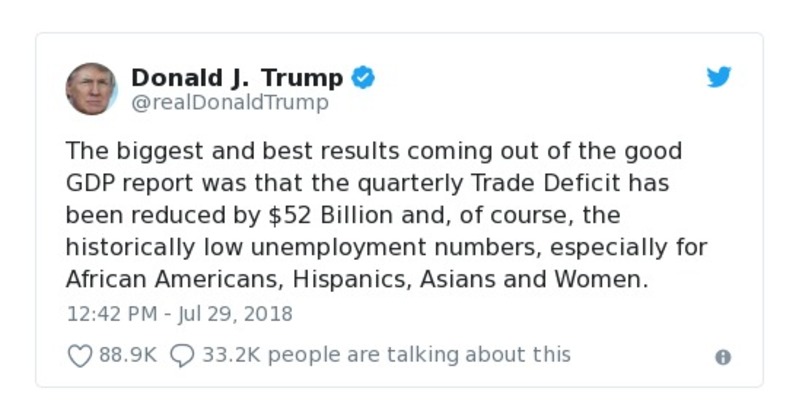 Donald J. Trump
@realDonaldTrump
The biggest and best results coming out of the good
GDP report was that the quarterly Trade Deficit has
been reduced by $52 Billion and, of course, the
historically low unemployment numbers, especially for
African Americans, Hispanics, Asians and Women.
12:42 PM - Jul 29, 2018
88.9K 33.2K people are talking about this